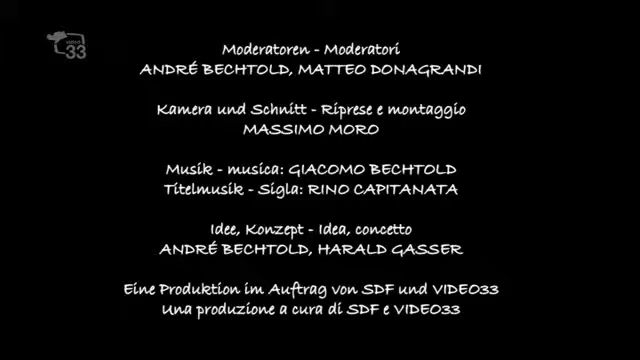 video
33
Moderatoren - Moderatori
ANDRÉ BECHTOLD, MATTEO DONAGRANDI
Kamera und Schnitt - Riprese e montaggio
MASSIMO MORO
Musik - musica: GIACOMO BECHTOLD
Titelmusik - Sigla: RINO CAPITANATA
Idee, Konzept - Idea, concetto
ANDRÉ BECHTOLD, HARALD GASSER
Eine Produktion im Auftrag von SDF und VIDEO33
Una produzione a cura di SDF e VIDEO33